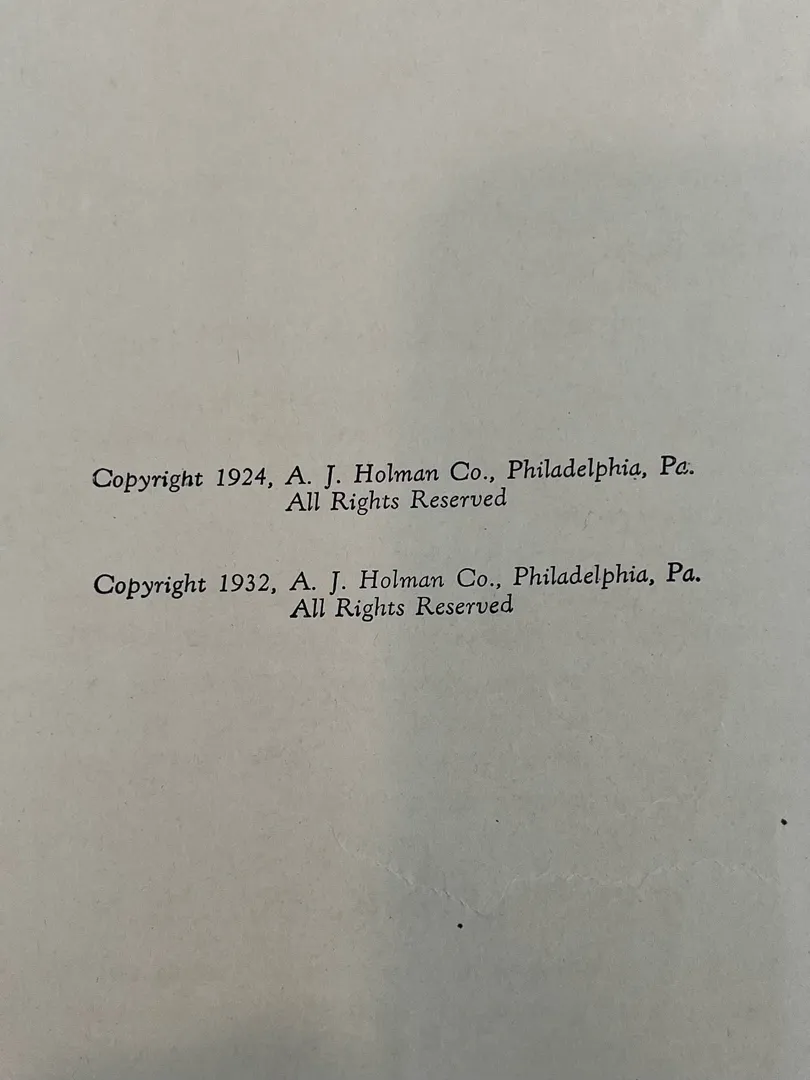 Copyright 1924, A. J. Holman Co., Philadelphia, Pa.
All Rights Reserved
Copyright 1932, A. J. Holman Co., Philadelphia, Pa.
All Rights Reserved